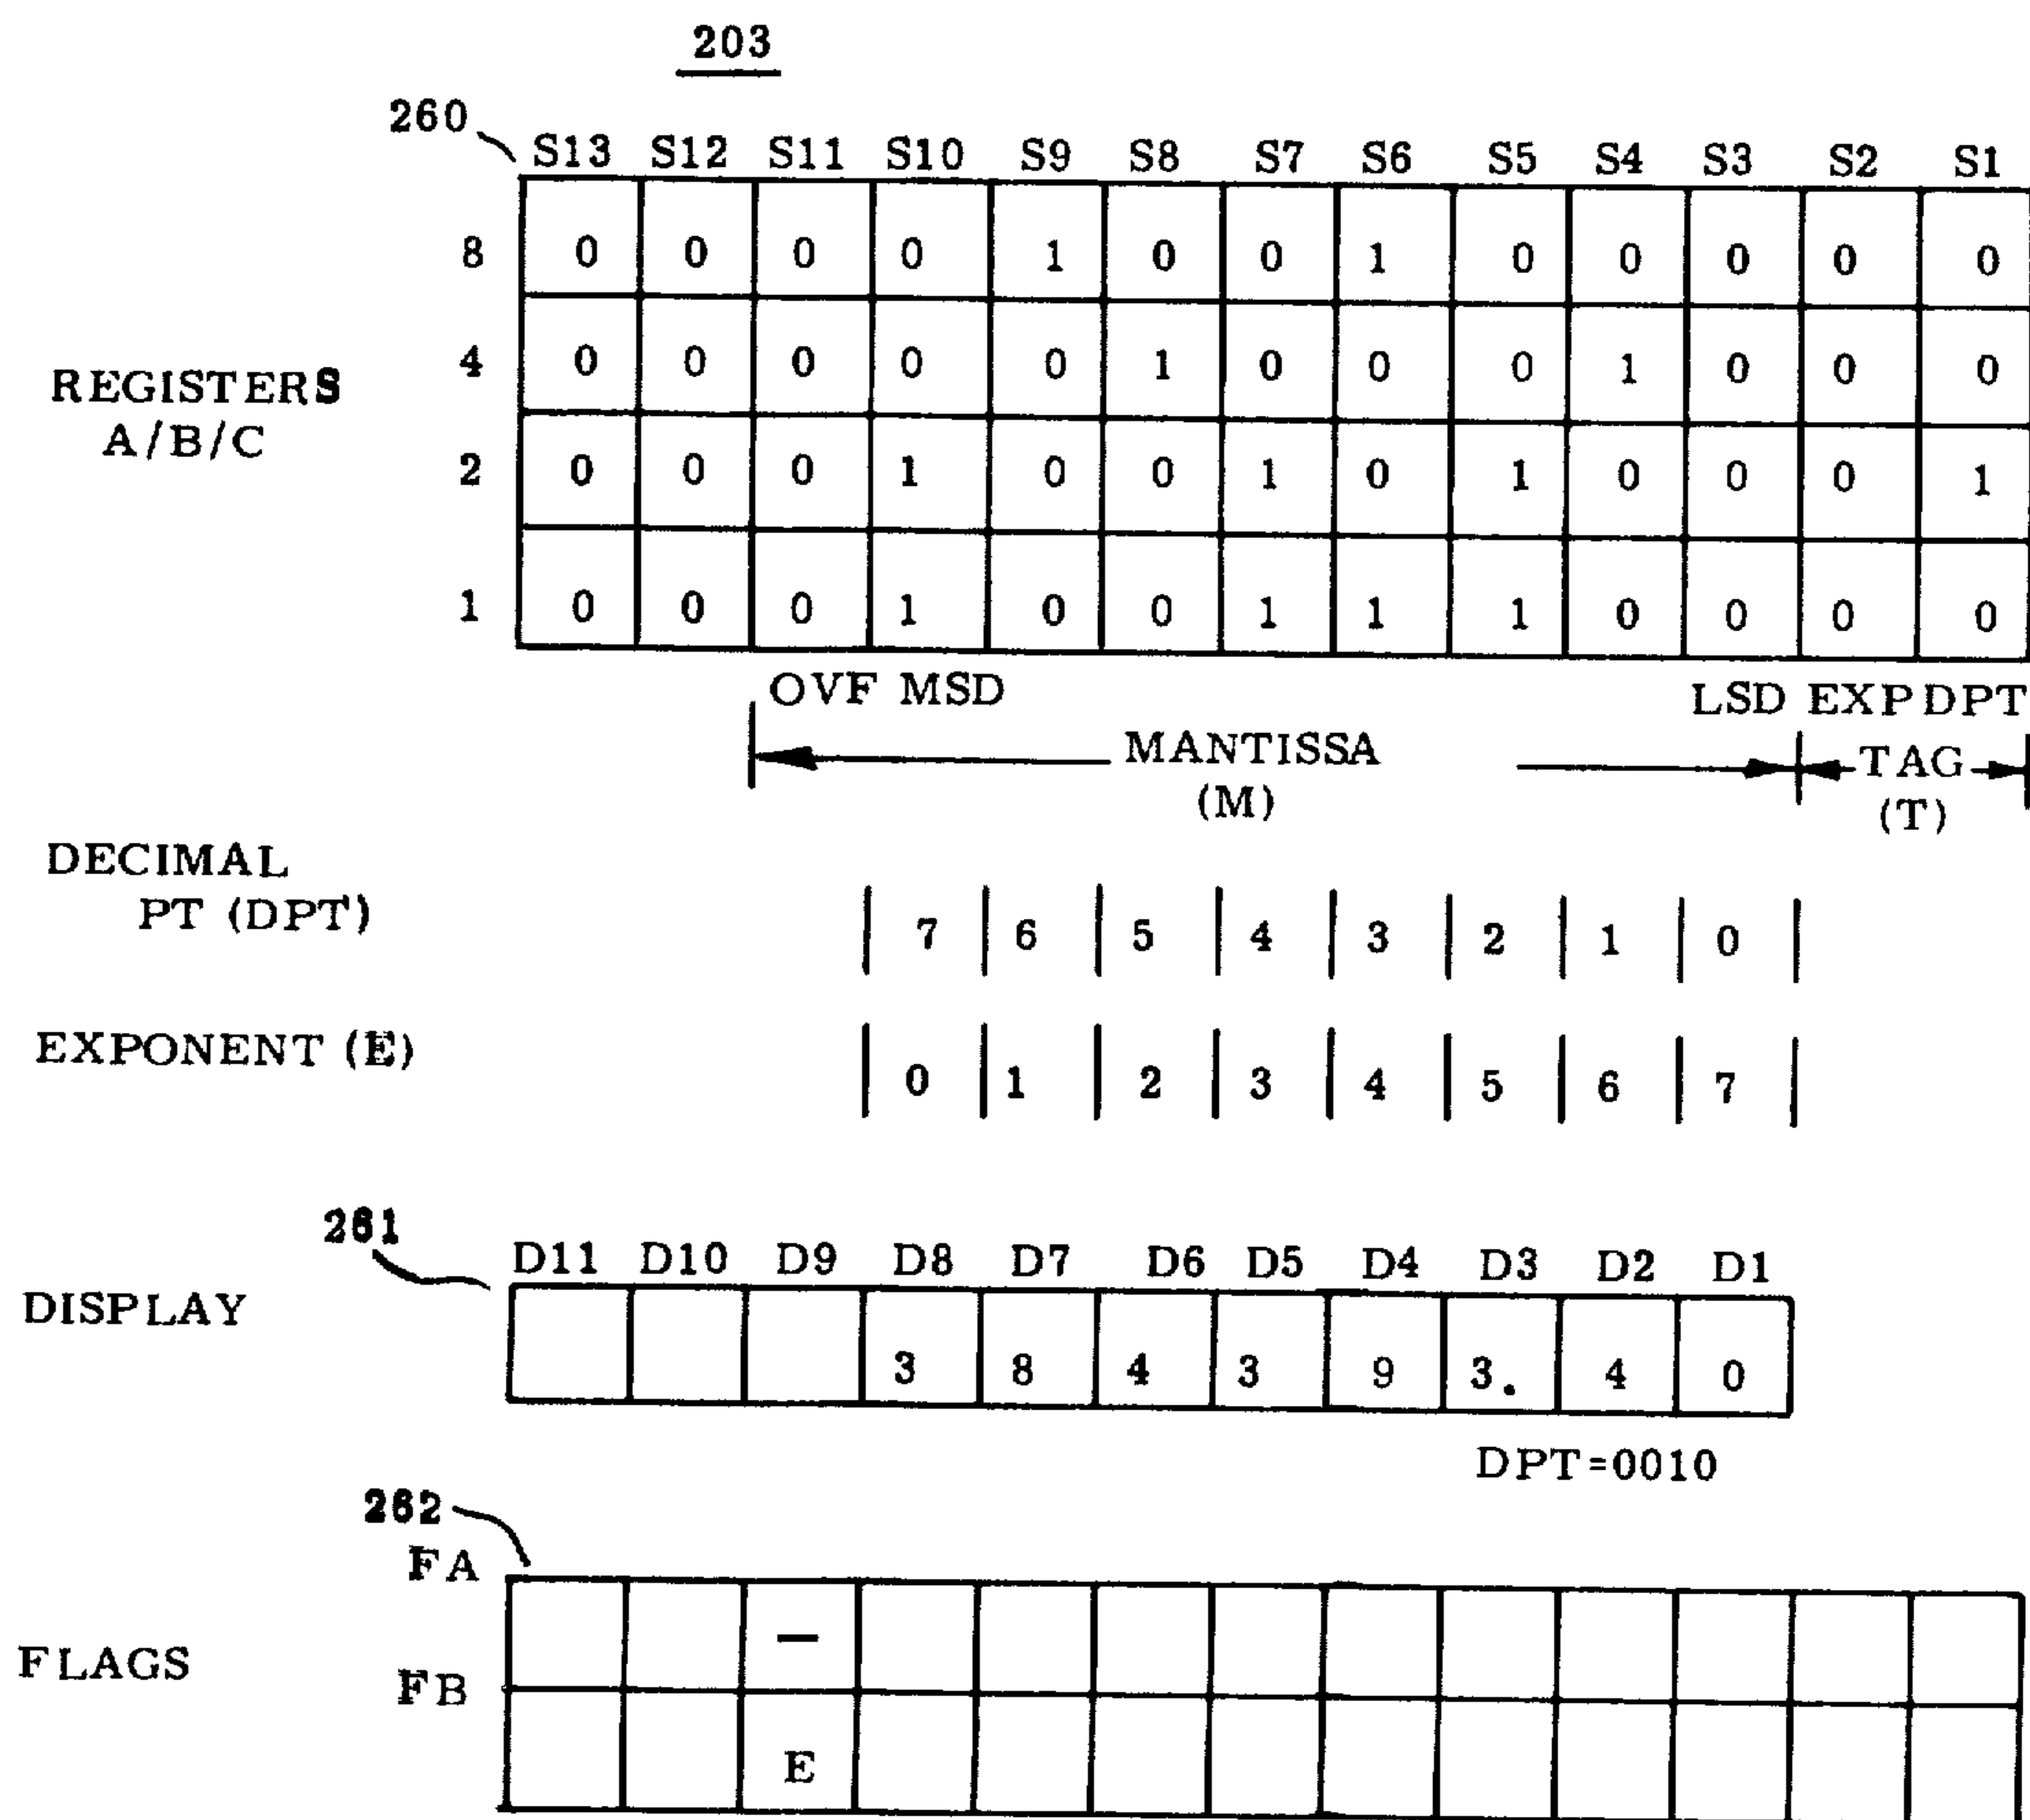 203
260
S13 S12 S11 S10 S9 S8 S7 S6 S5 S4 S3 S2 S1
8 0 0 0 0 1 0 0 1 0 0 0 0 0
4 0 0 0 0 0 1 0 0 0 1 0 0 0
REGISTERS
A/B/C
2 0 0 0 1 0 0 1 0 1 0 0 0 1
1 0 0 0 1 0 0 1 1 1 0 0 0 0
OVF MSD LSD EXP DPT
MANTISSA TAG
(M) (T)
DECIMAL
PT (DPT) 7 6 5 4 3 2 1 0
EXPONENT (E) 0 1 2 3 4 5 6 7
261
D11 D10 D9 D8 D7 D6 D5 D4 D3 D2 D1
DISPLAY 3 8 4 3 9 3. 4 0
DPT=0010
262
FA —
FLAGS
FB E